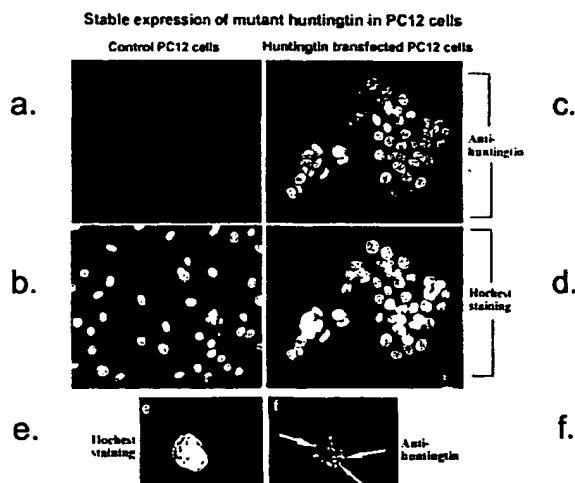 Stable expression of mutant huntingtin in PC12 cells
Control PC12 cells
Huntingtin transfected PC12 cells
a.
c.
Anti-
huntingtin
b.
d.
Hochest
staining
e.
e
f
f.
Hochest
staining
Anti-
huntingtin